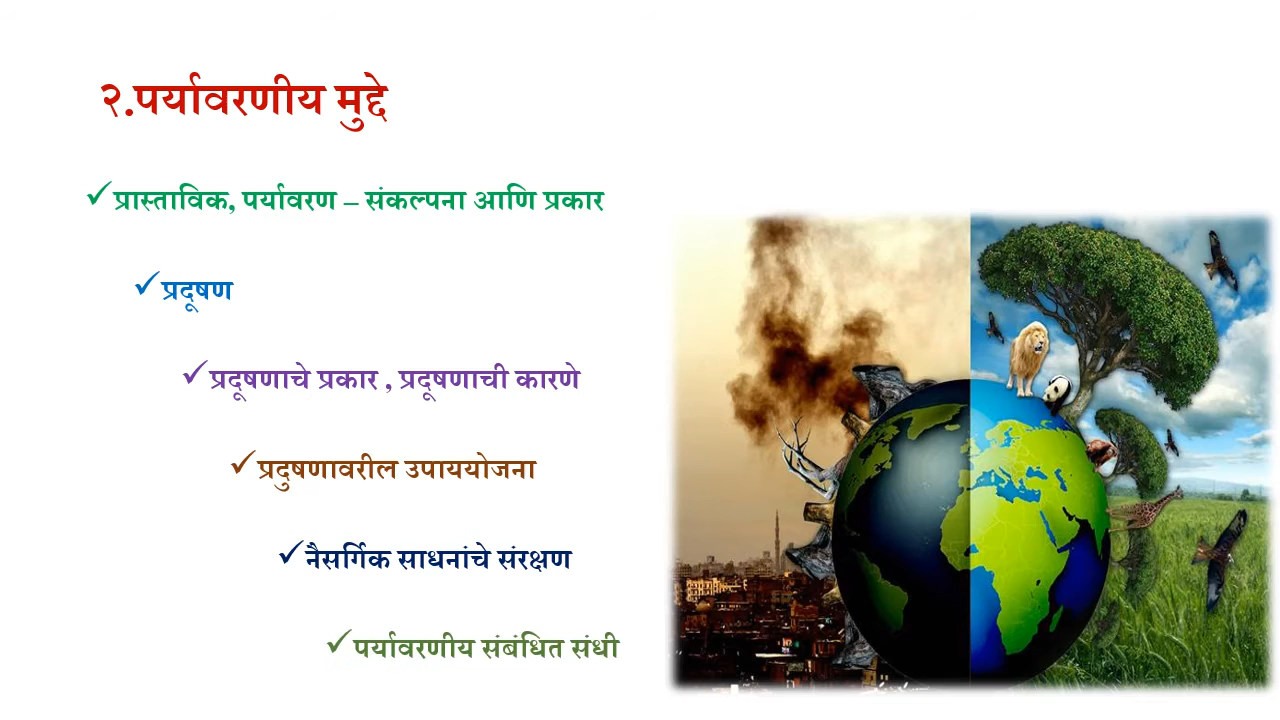 २.पर्यावरणीय मुद्दे
✓प्रास्ताविक, पर्यावरण – संकल्पना आणि प्रकार
✓प्रदूषण
✓प्रदूषणाचे प्रकार , प्रदूषणाची कारणे
✓प्रदुषणावरील उपाययोजना
✓नैसर्गिक साधनांचे संरक्षण
✓पर्यावरणीय संबंधित संधी